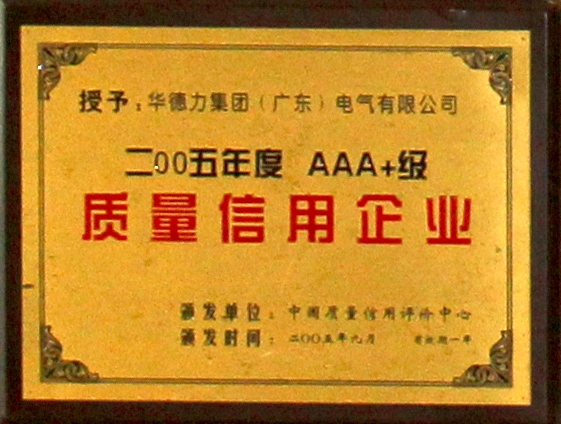 授予：华德力集团（广东）电气有限公司
二00五年度 AAA+级
质量信用企业
颁发单位：中国质量信用评价中心
颁发时间：二OO五年九月 有效期一年